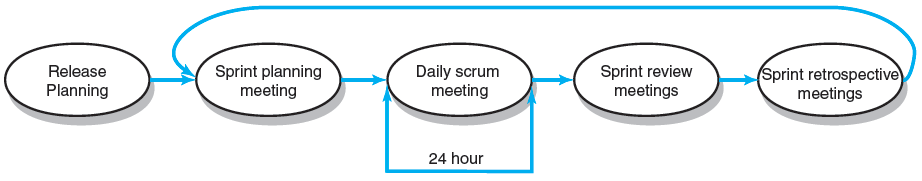 Release
Planning
Sprint planning
meeting
Daily scrum
meeting
Sprint review
meetings
Sprint retrospective
meetings
24 hour